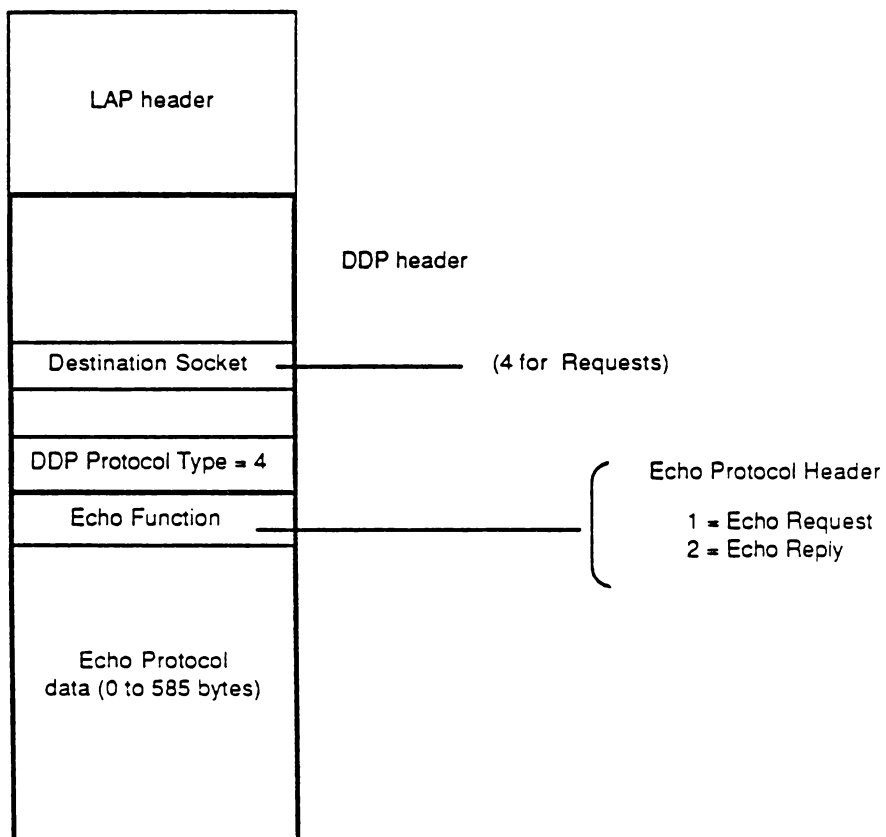 LAP header
DDP header
Destination Socket
(4 for Requests)
DDP Protocol Type = 4
Echo Function
Echo Protocol Header
1 = Echo Request
2 = Echo Reply
Echo Protocol
data (0 to 585 bytes)